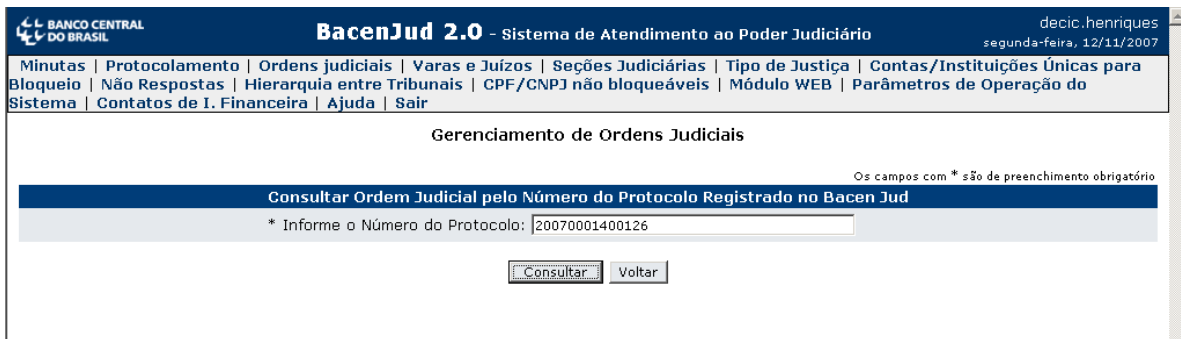 BANCO CENTRAL
DO BRASIL
BacenJud 2.0 - Sistema de Atendimento ao Poder Judiciário
decic.henriques
segunda-feira, 12/11/2007
Minutas | Protocolamento | Ordens judiciais | Varas e Juízos | Seções Judiciárias | Tipo de Justiça | Contas/Instituições Únicas para
Bloqueio | Não Respostas | Hierarquia entre Tribunais | CPF/CNPJ não bloqueáveis | Módulo WEB | Parâmetros de Operação do
Sistema | Contatos de I. Financeira | Ajuda | Sair
Gerenciamento de Ordens Judiciais
Os campos com * são de preenchimento obrigatório
Consultar Ordem Judicial pelo Número do Protocolo Registrado no Bacen Jud
* Informe o Número do Protocolo: 20070001400126
Consultar Voltar